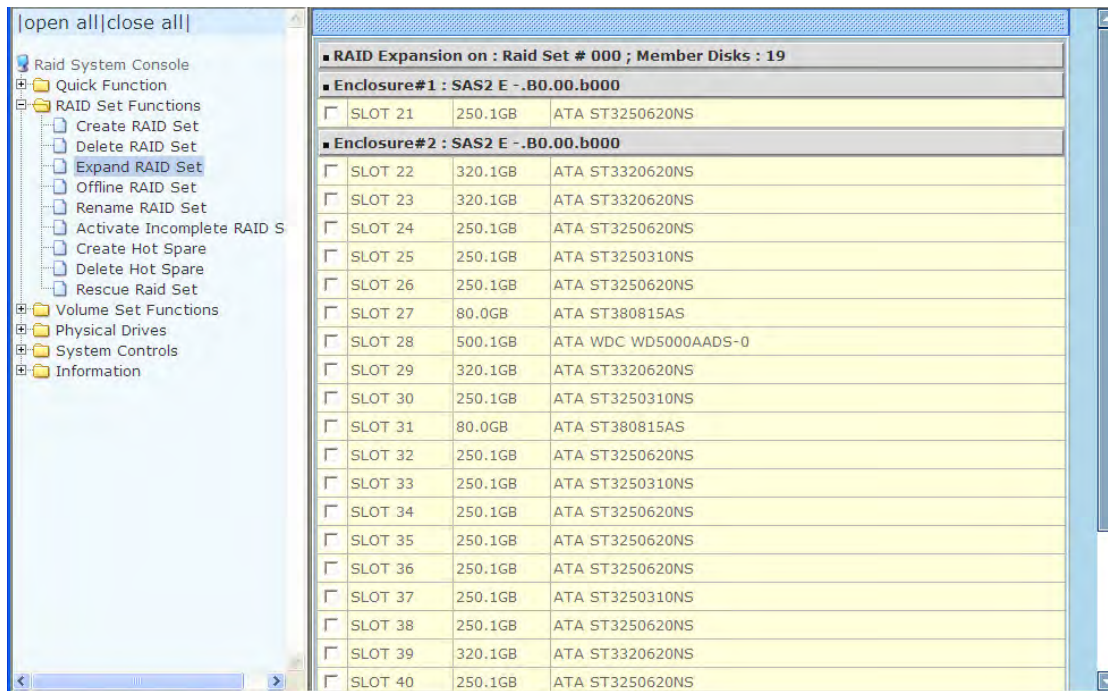 |open all|close all|
Raid System Console
Quick Function
RAID Set Functions
Create RAID Set
Delete RAID Set
Expand RAID Set
Offline RAID Set
Rename RAID Set
Activate Incomplete RAID S
Create Hot Spare
Delete Hot Spare
Rescue Raid Set
Volume Set Functions
Physical Drives
System Controls
Information
RAID Expansion on : Raid Set # 000 ; Member Disks : 19
Enclosure#1 : SAS2 E -.B0.00.b000
SLOT 21 250.1GB ATA ST3250620NS
Enclosure#2 : SAS2 E -.B0.00.b000
SLOT 22 320.1GB ATA ST3320620NS
SLOT 23 320.1GB ATA ST3320620NS
SLOT 24 250.1GB ATA ST3250620NS
SLOT 25 250.1GB ATA ST3250310NS
SLOT 26 250.1GB ATA ST3250620NS
SLOT 27 80.0GB ATA ST380815AS
SLOT 28 500.1GB ATA WDC WD5000AADS-0
SLOT 29 320.1GB ATA ST3320620NS
SLOT 30 250.1GB ATA ST3250310NS
SLOT 31 80.0GB ATA ST380815AS
SLOT 32 250.1GB ATA ST3250620NS
SLOT 33 250.1GB ATA ST3250310NS
SLOT 34 250.1GB ATA ST3250620NS
SLOT 35 250.1GB ATA ST3250620NS
SLOT 36 250.1GB ATA ST3250620NS
SLOT 37 250.1GB ATA ST3250310NS
SLOT 38 250.1GB ATA ST3250620NS
SLOT 39 320.1GB ATA ST3320620NS
SLOT 40 250.1GB ATA ST3250620NS